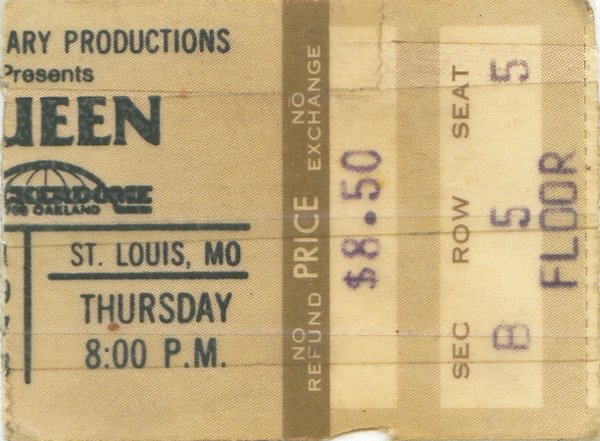 ARY PRODUCTIONS
Presents
UEEN
OAKLAND
ST. LOUIS, MO
THURSDAY
8:00 P.M.
NO REFUND PRICE NO EXCHANGE
$8.50
SEC ROW SEAT
B 5 5
FLOOR